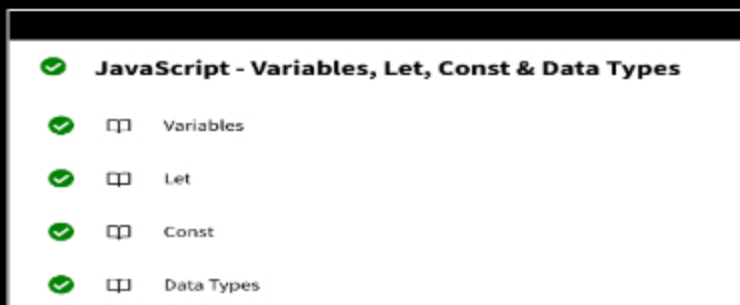 JavaScript - Variables, Let, Const & Data Types
Variables
Let
Const
Data Types